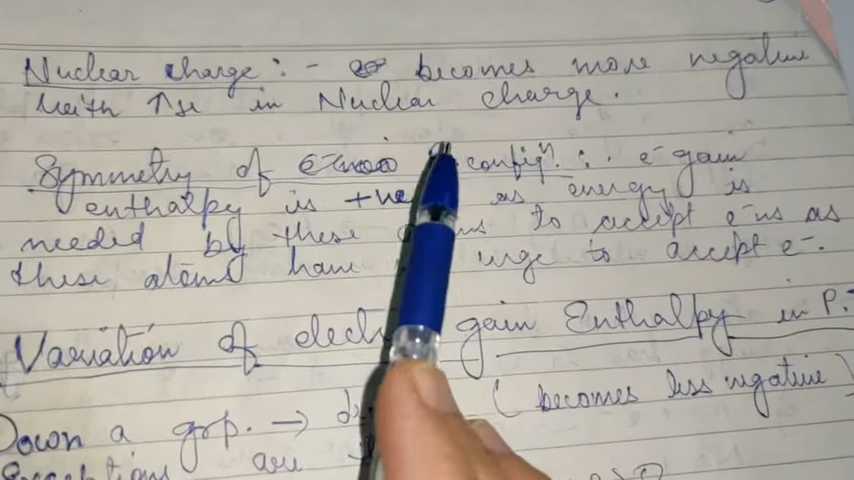 Nuclear charge : - becomes more negative
with ↑se in Nuclear charge.
Symmetry of e- config^n. : . e- gain
enthalpy is +ve as energy is
needed by these to accept e-ns as
these atoms have urge to accept e-.
Variation of gain Enthalpy in P.T
Down a grp. → (becomes less negative)
Exceptions are